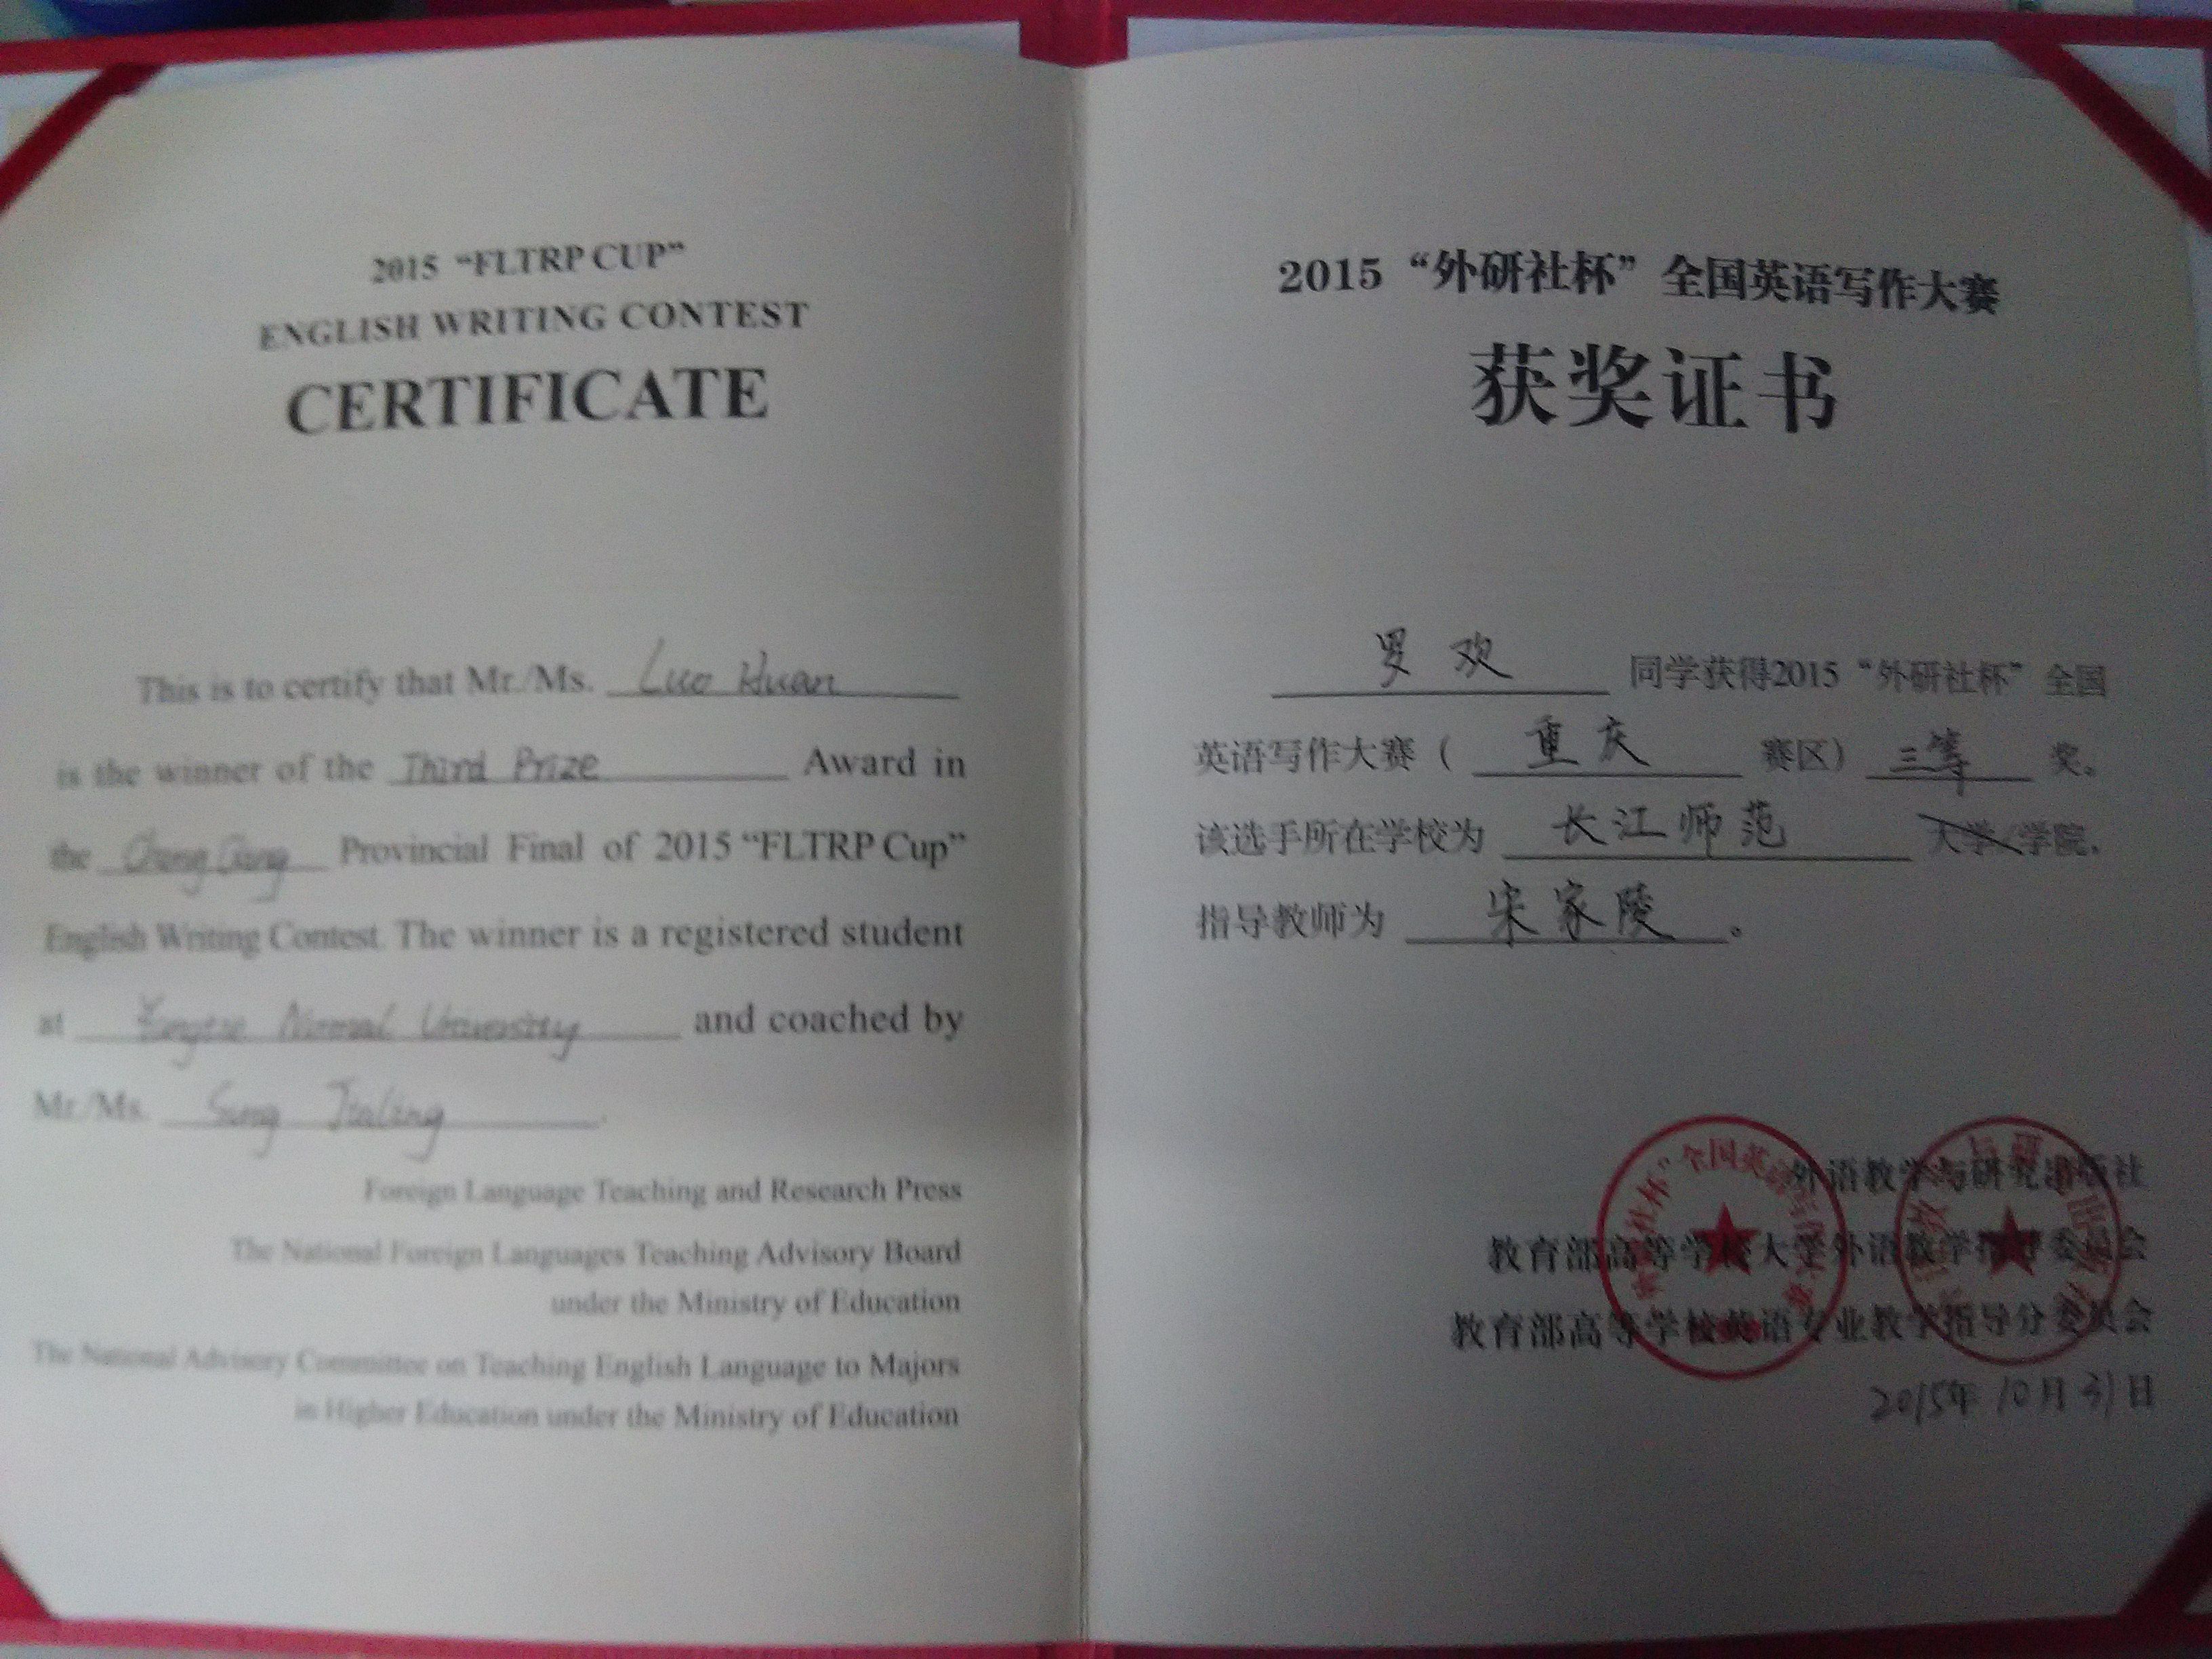 2015 “FLTRP CUP”
ENGLISH WRITING CONTEST
CERTIFICATE
This is to certify that Mr./Ms. Luo Huan
is the winner of the Third Prize Award in
the Provincial Final of 2015 “FLTRP Cup”
English Writing Contest. The winner is a registered student
at Yangtze Normal University and coached by
Mr./Ms. Song Jialing.
Foreign Language Teaching and Research Press
The National Foreign Languages Teaching Advisory Board
under the Ministry of Education
The National Advisory Committee on Teaching English Language to Majors
in Higher Education under the Ministry of Education
2015 “外研社杯” 全国英语写作大赛
获奖证书
罗欢 同学获得2015 “外研社杯” 全国
英语写作大赛（ 重庆 赛区） 三等 奖。
该选手所在学校为 长江师范 大学/学院，
指导教师为 宋家陵 。
外语教学与研究出版社
教育部高等学校大学外语教学指导委员会
教育部高等学校英语专业教学指导分委员会
2015年10月31日